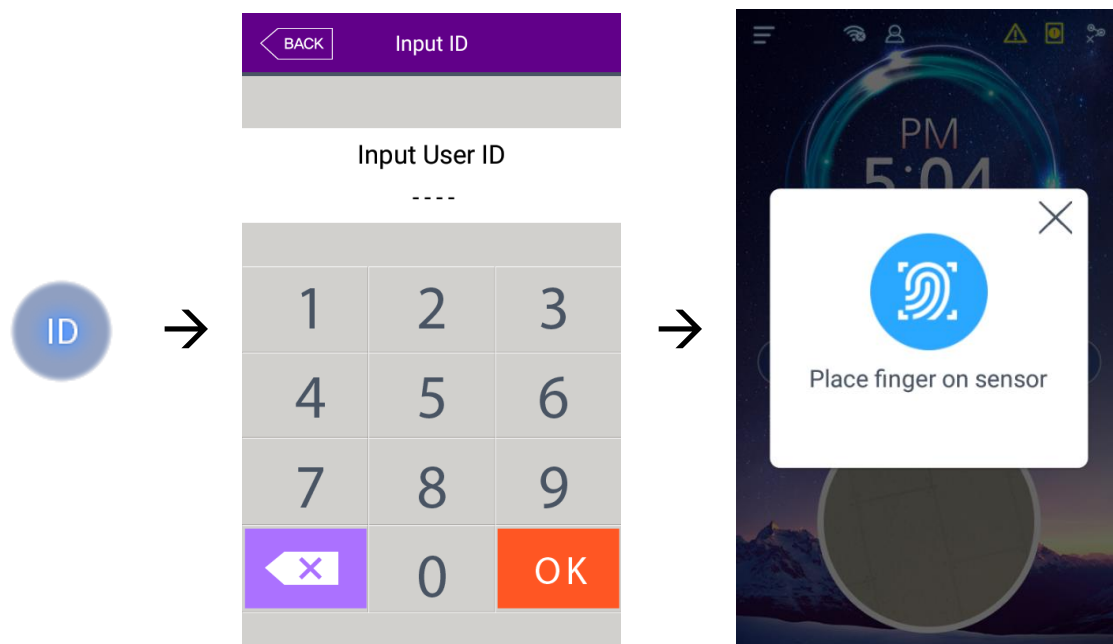 ID
BACK Input ID
Input User ID
----
1 2 3
4 5 6
7 8 9
0 OK
PM
5:04
Place finger on sensor